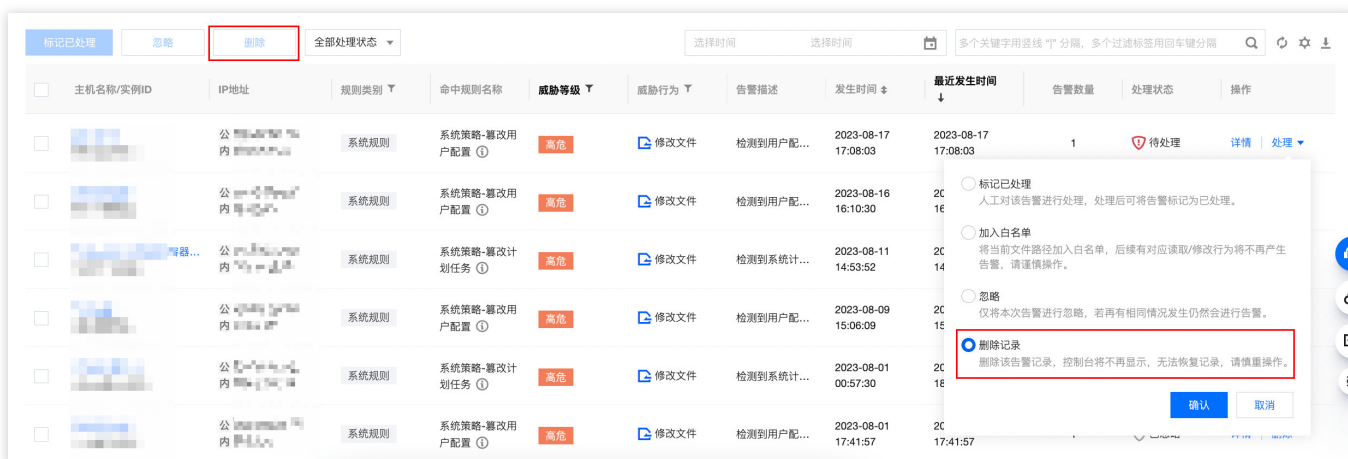 标记已处理 忽略 删除 全部处理状态 选择时间 选择时间 多个关键字用竖线 "|" 分隔，多个过滤标签用回车键分隔
主机名称/实例ID IP地址 规则类别 命中规则名称 威胁等级 威胁行为 告警描述 发生时间 最近发生时间 告警数量 处理状态 操作
公
内
系统规则
系统策略-篡改用
户配置
高危
修改文件
检测到用户配...
2023-08-17
17:08:03
2023-08-17
17:08:03
1
待处理
详情 处理
公
内
系统规则
系统策略-篡改用
户配置
高危
修改文件
检测到用户配...
2023-08-16
16:10:30
20
16
器...
公
内
系统规则
系统策略-篡改计
划任务
高危
修改文件
检测到系统计...
2023-08-11
14:53:52
20
14
公
内
系统规则
系统策略-篡改用
户配置
高危
修改文件
检测到用户配...
2023-08-09
15:06:09
20
15
公
内
系统规则
系统策略-篡改计
划任务
高危
修改文件
检测到系统计...
2023-08-01
00:57:30
20
18
公
内
系统规则
系统策略-篡改用
户配置
高危
修改文件
检测到用户配...
2023-08-01
17:41:57
20
17:41:57
标记已处理
人工对该告警进行处理，处理后可将告警标记为已处理。
加入白名单
将当前文件路径加入白名单，后续有对应读取/修改行为将不再产生
告警，请谨慎操作。
忽略
仅将本次告警进行忽略，若再有相同情况发生仍然会进行告警。
删除记录
删除该告警记录，控制台将不再显示，无法恢复记录，请慎重操作。
确认 取消